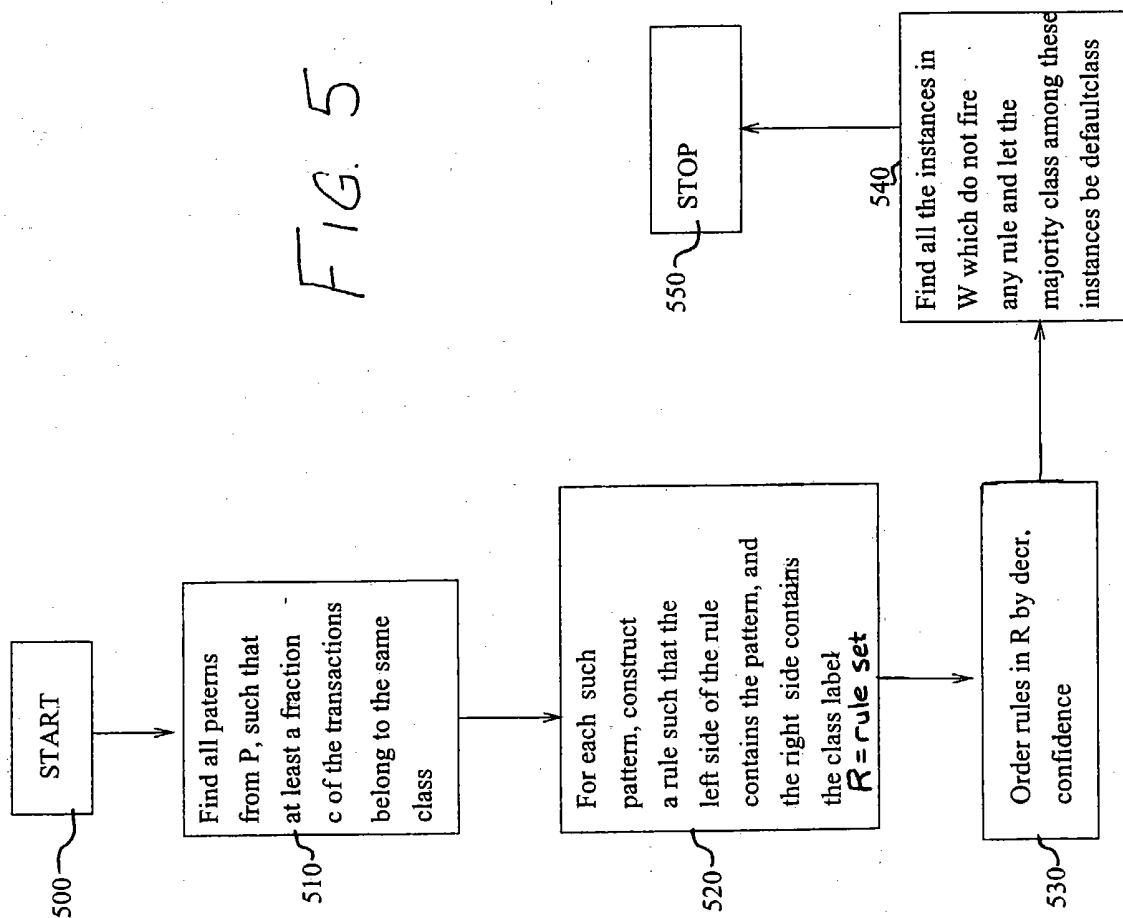 FIG. 5
500
START
510
Find all paterns
from P, such that
at least a fraction
c of the transactions
belong to the same
class
520
For each such
pattern, construct
a rule such that the
left side of the rule
contains the pattern, and
the right side contains
the class label
R = rule set
530
Order rules in R by decr.
confidence
540
Find all the instances in
W which do not fire
any rule and let the
majority class among these
instances be defaultclass
550
STOP